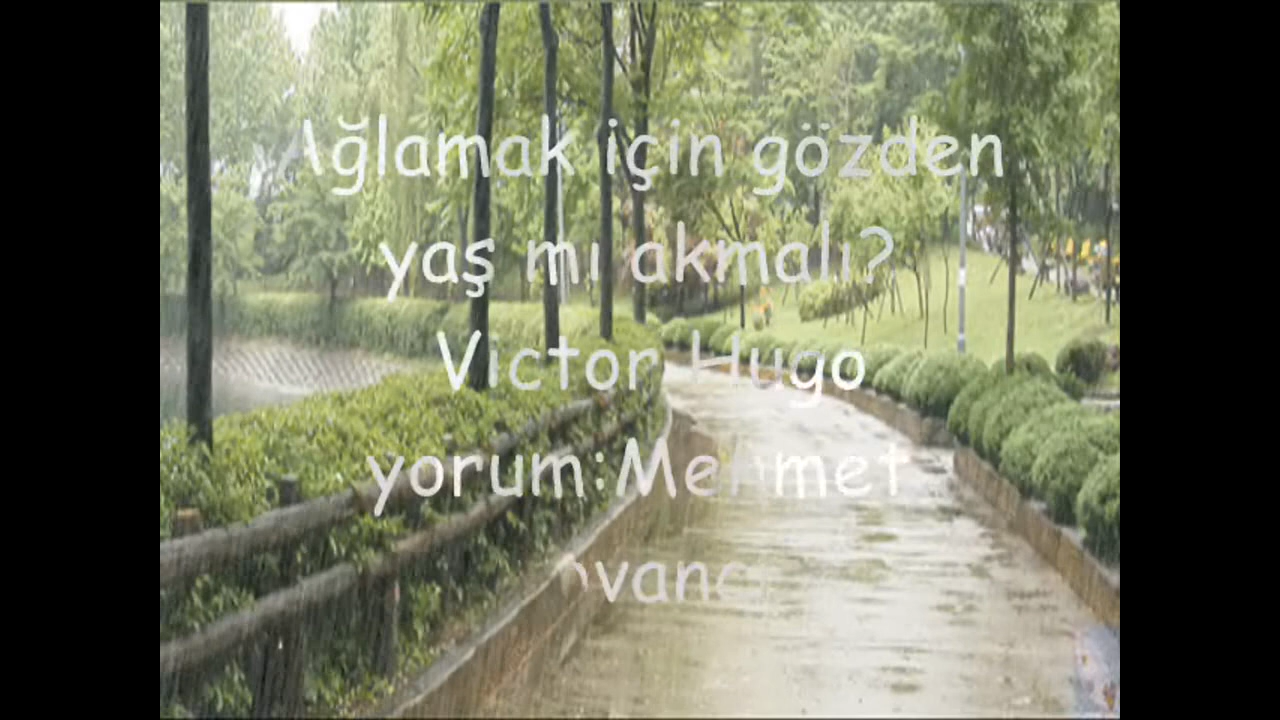 Ağlamak için gözden
yaş mı akmalı?
Victor Hugo
yorum:Mehmet